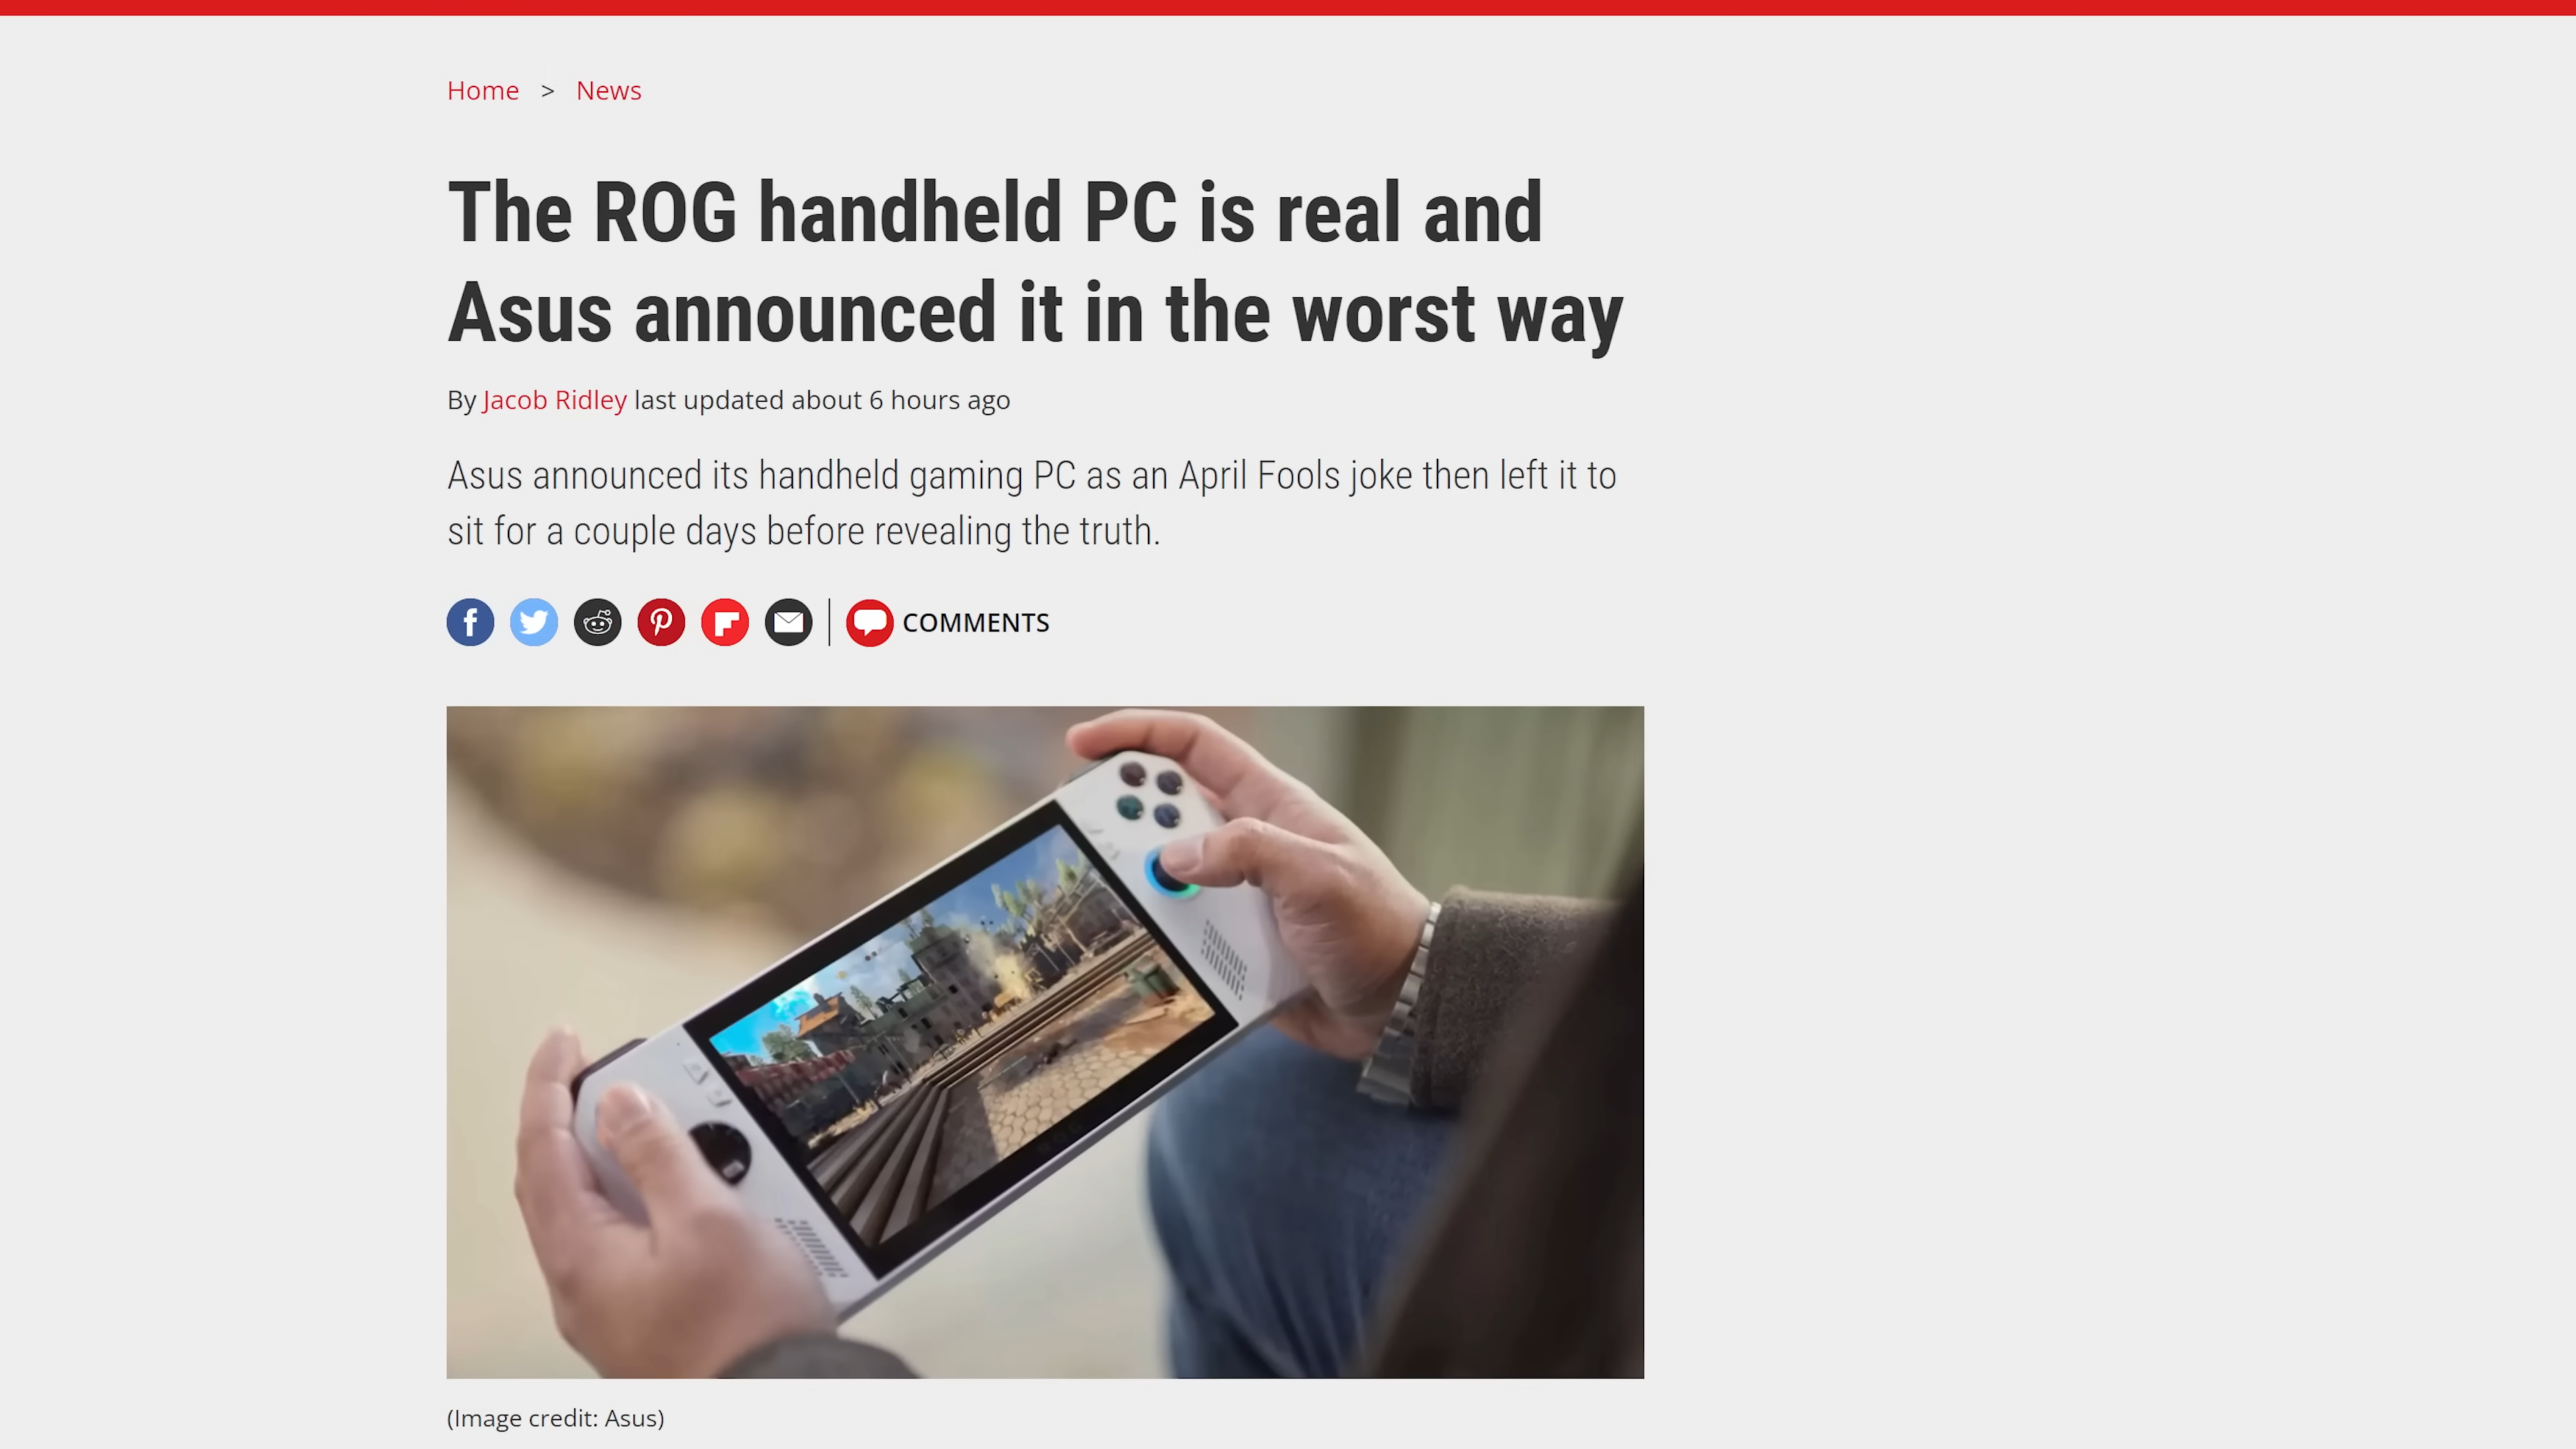 Home > News
The ROG handheld PC is real and
Asus announced it in the worst way
By Jacob Ridley last updated about 6 hours ago
Asus announced its handheld gaming PC as an April Fools joke then left it to
sit for a couple days before revealing the truth.
COMMENTS
(Image credit: Asus)